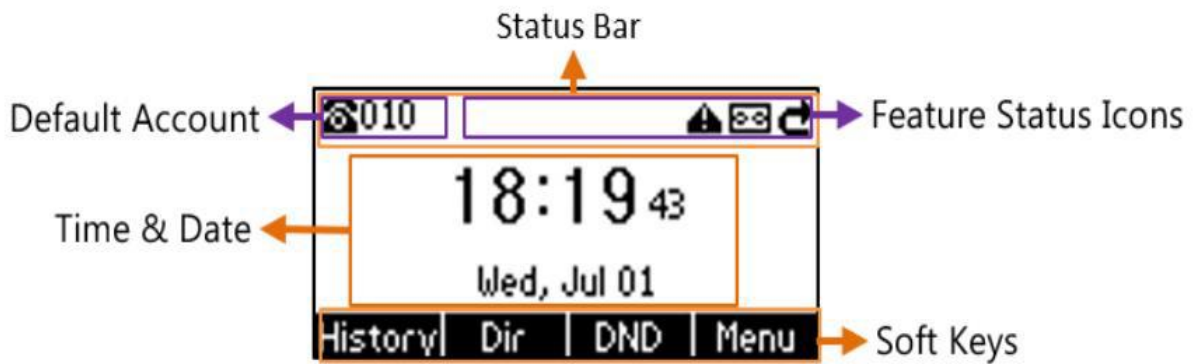 Status Bar
Default Account
010
Feature Status Icons
18:19 43
Time & Date
Wed, Jul 01
History Dir DND Menu
Soft Keys